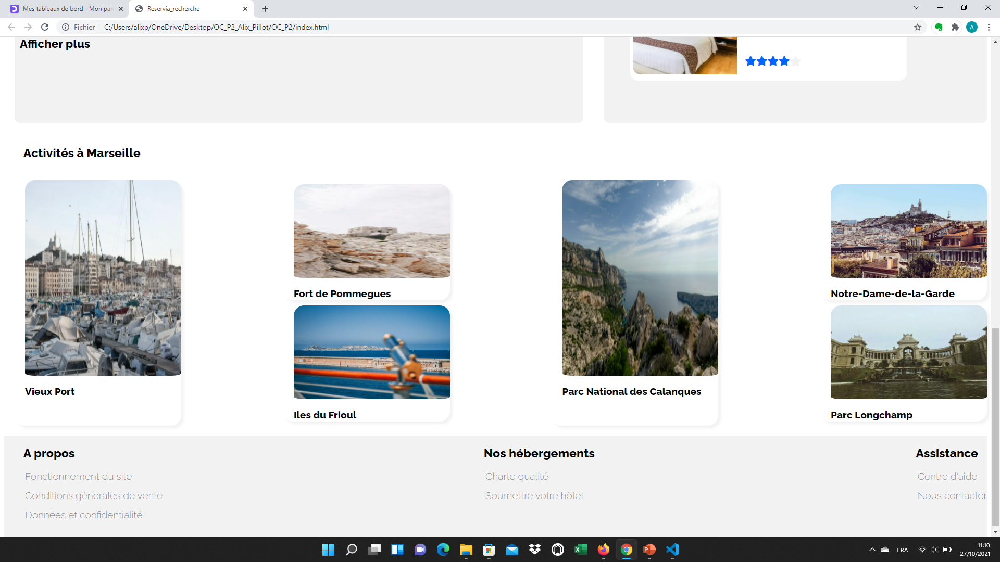 Mes tableaux de bord - Mon par
Reservia_recherche
Fichier
C:/Users/alixp/OneDrive/Desktop/OC_P2_Alix_Pillot/OC_P2/index.html
A
Afficher plus
Activités à Marseille
Vieux Port
Fort de Pommegues
Iles du Frioul
Parc National des Calanques
Notre-Dame-de-la-Garde
Parc Longchamp
A propos
Fonctionnement du site
Conditions générales de vente
Données et confidentialité
Nos hébergements
Charte qualité
Soumettre votre hôtel
Assistance
Centre d'aide
Nous contacter
FRA
11:10
27/10/2021